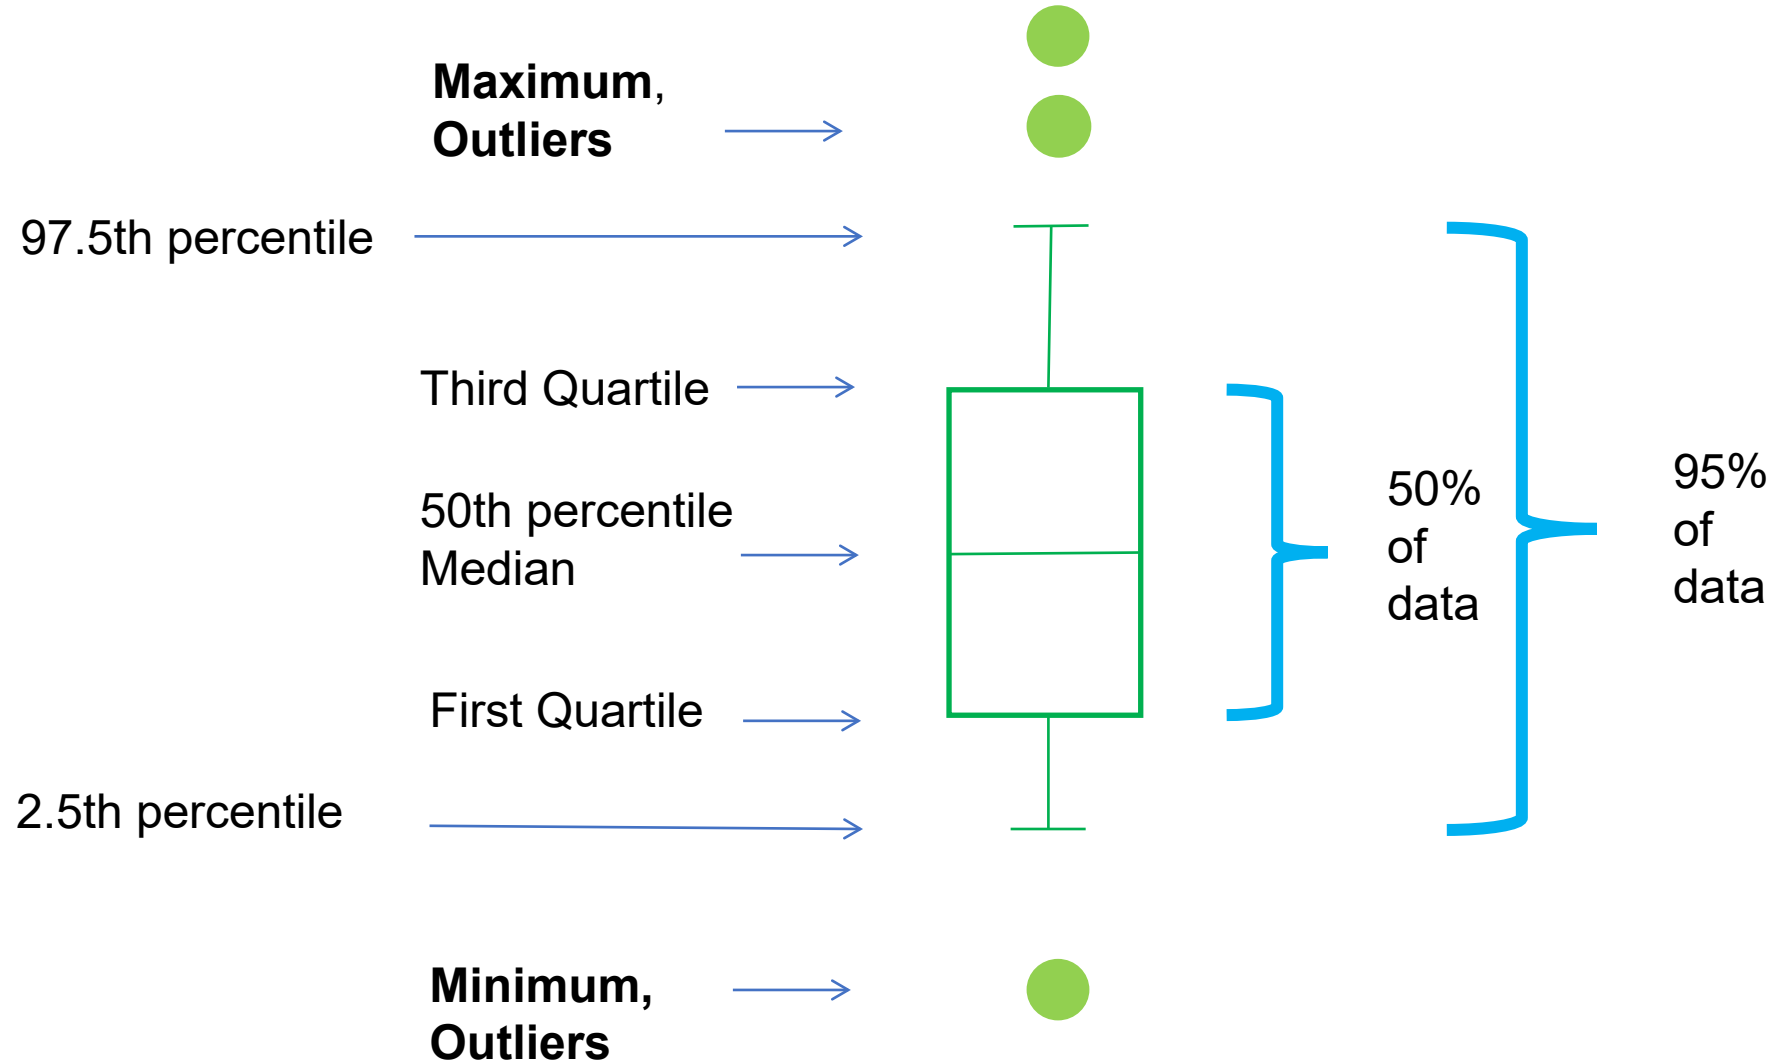 Maximum,
Outliers
97.5th percentile
Third Quartile
50th percentile
Median
First Quartile
2.5th percentile
Minimum,
Outliers
50%
of
data
95%
of
data